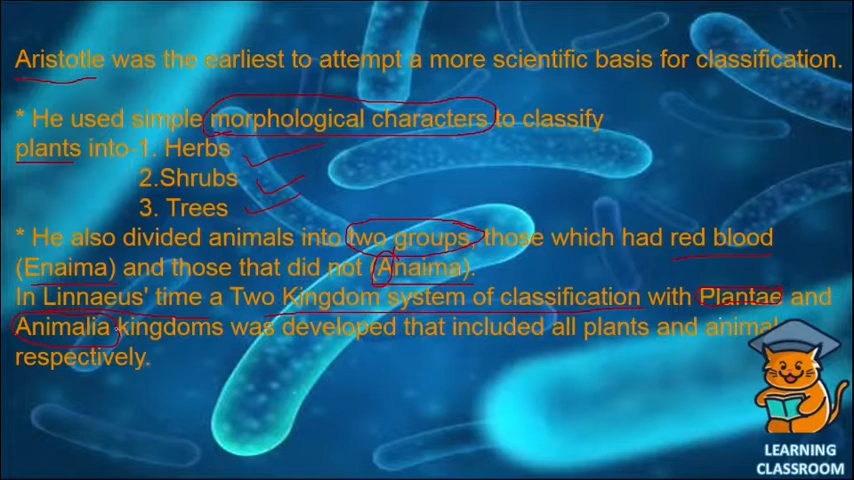 Aristotle was the earliest to attempt a more scientific basis for classification.
* He used simple morphological characters to classify
plants into-1. Herbs
2.Shrubs
3. Trees
* He also divided animals into two groups, those which had red blood
(Enaima) and those that did not (Anaima).
In Linnaeus' time a Two Kingdom system of classification with Plantae and
Animalia kingdoms was developed that included all plants and animal
respectively.
LEARNING
CLASSROOM